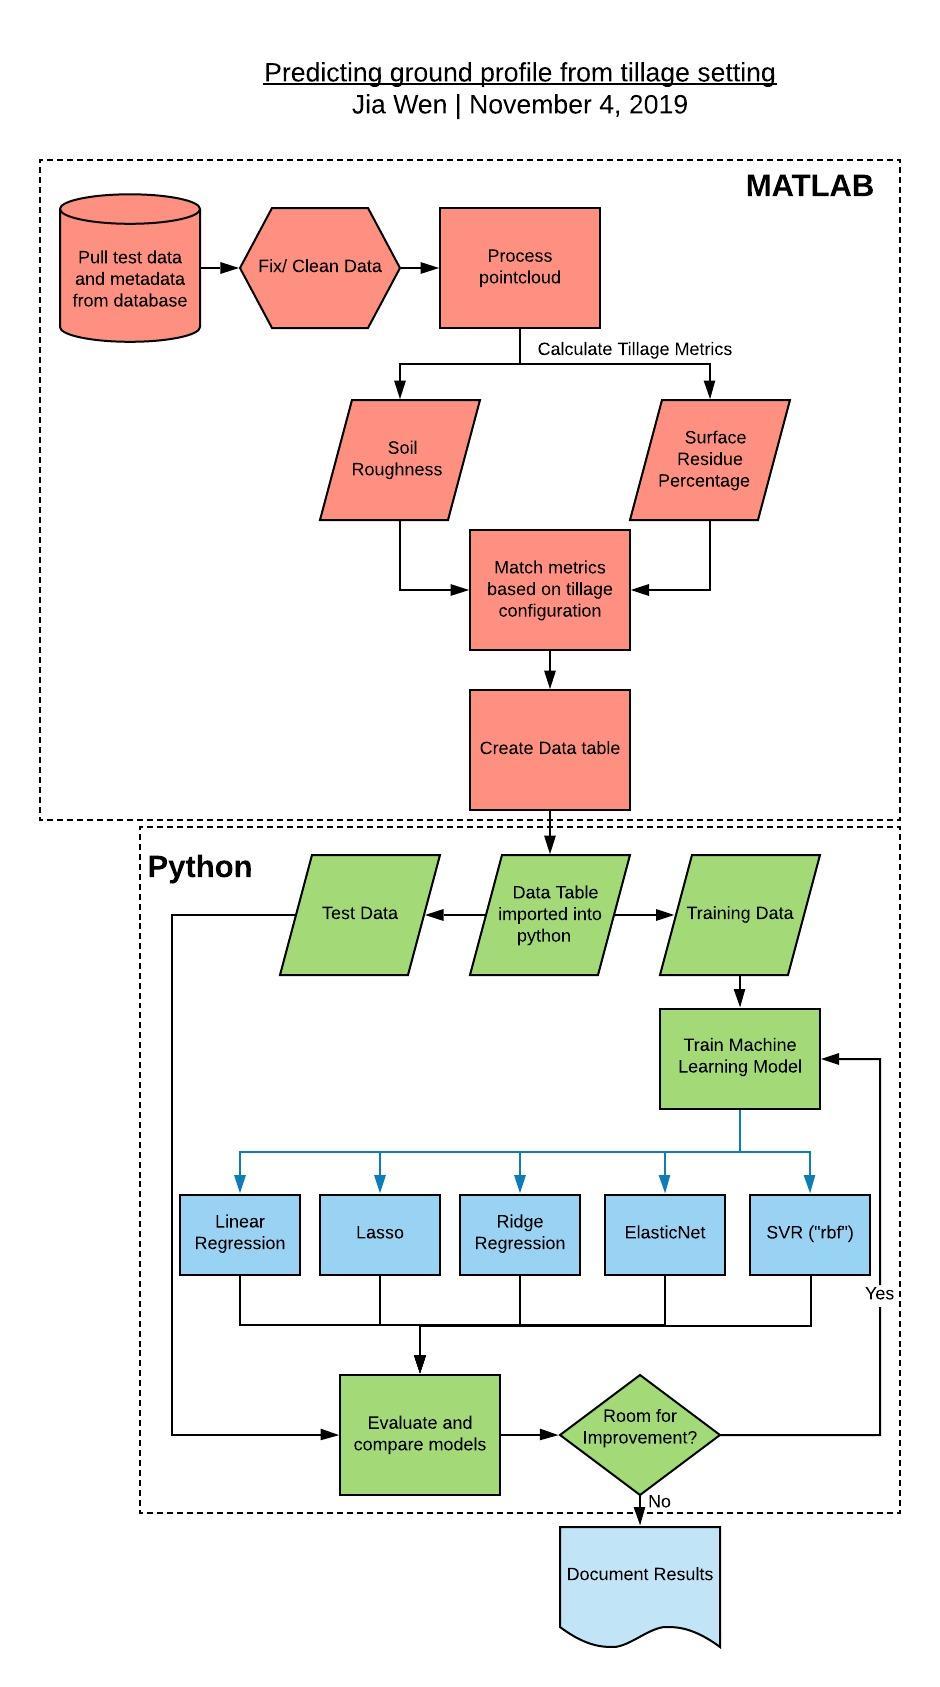 Predicting ground profile from tillage setting
Jia Wen | November 4, 2019
MATLAB
Pull test data
and metadata
from database
Fix/ Clean Data
Process
pointcloud
Calculate Tillage Metrics
Soil
Roughness
Surface
Residue
Percentage
Match metrics
based on tillage
configuration
Create Data table
Python
Test Data
Data Table
imported into
python
Training Data
Train Machine
Learning Model
Linear
Regression
Lasso
Ridge
Regression
ElasticNet
SVR ("rbf")
Yes
Evaluate and
compare models
Room for
Improvement?
No
Document Results